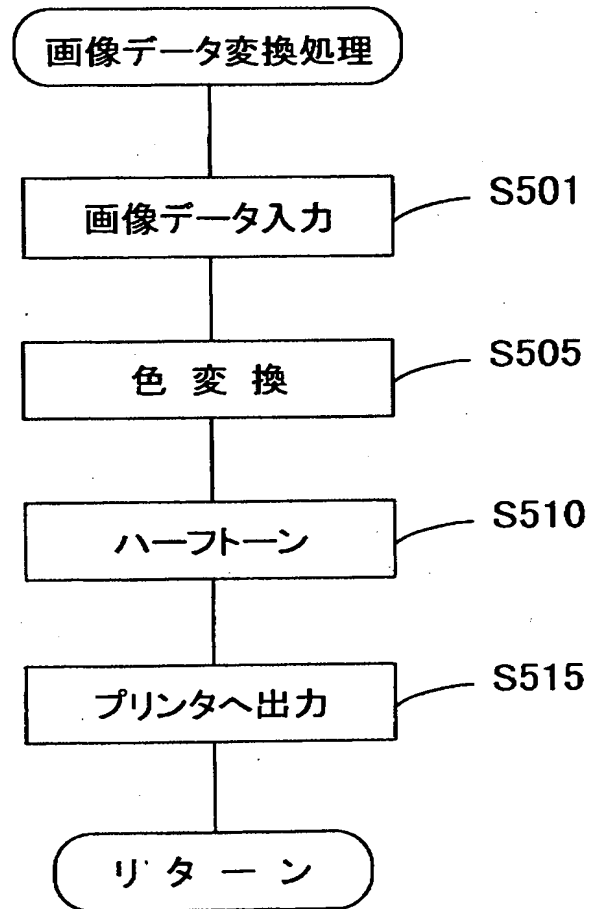 画像データ変換処理
画像データ入力
S501
色 変 換
S505
ハーフトーン
S510
プリンタへ出力
S515
リ タ ー ン